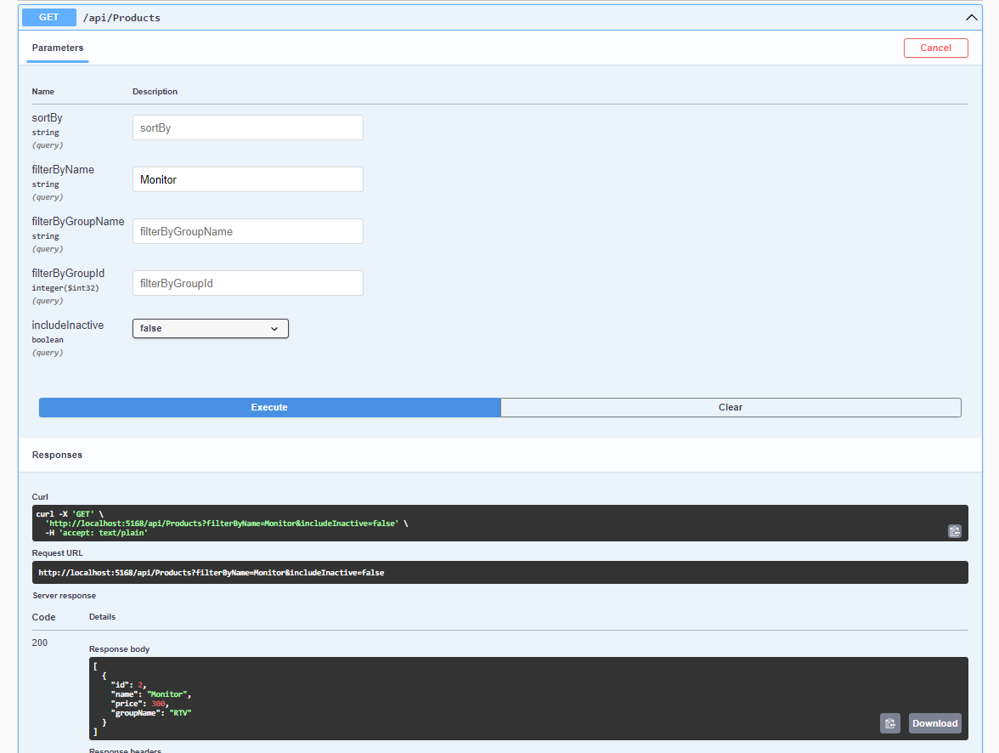 GET /api/Products
Parameters
Cancel
Name Description
sortBy
string
(query)
sortBy
filterByName
string
(query)
Monitor
filterByGroupName
string
(query)
filterByGroupName
filterByGroupId
integer($int32)
(query)
filterByGroupId
includeInactive
boolean
(query)
false
Execute Clear
Responses
Curl
curl -X 'GET' \
'http://localhost:5168/api/Products?filterByName=Monitor&includeInactive=false' \
-H 'accept: text/plain'
Request URL
http://localhost:5168/api/Products?filterByName=Monitor&includeInactive=false
Server response
Code Details
200
Response body
[
{
"id": 2,
"name": "Monitor",
"price": 300,
"groupName": "RTV"
}
]
Download
Response headers